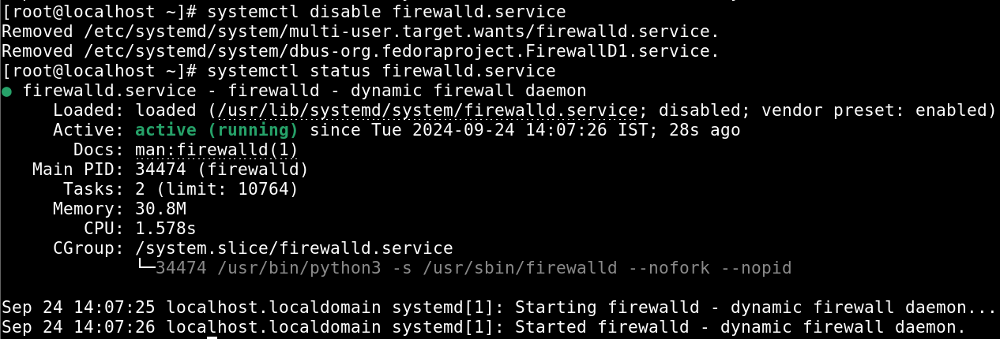 [root@localhost ~]# systemctl disable firewalld.service
Removed /etc/systemd/system/multi-user.target.wants/firewalld.service.
Removed /etc/systemd/system/dbus-org.fedoraproject.FirewallD1.service.
[root@localhost ~]# systemctl status firewalld.service
● firewalld.service - firewalld - dynamic firewall daemon
     Loaded: loaded (/usr/lib/systemd/system/firewalld.service; disabled; vendor preset: enabled)
     Active: active (running) since Tue 2024-09-24 14:07:26 IST; 28s ago
       Docs: man:firewalld(1)
   Main PID: 34474 (firewalld)
      Tasks: 2 (limit: 10764)
     Memory: 30.8M
        CPU: 1.578s
     CGroup: /system.slice/firewalld.service
             └─34474 /usr/bin/python3 -s /usr/sbin/firewalld --nofork --nopid
Sep 24 14:07:25 localhost.localdomain systemd[1]: Starting firewalld - dynamic firewall daemon...
Sep 24 14:07:26 localhost.localdomain systemd[1]: Started firewalld - dynamic firewall daemon.